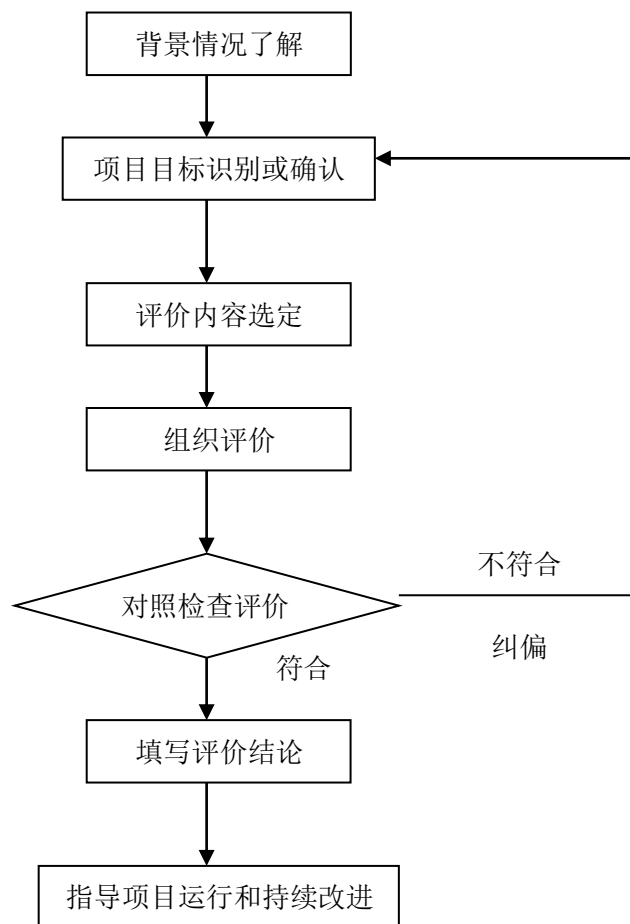 背景情况了解
项目目标识别或确认
评价内容选定
组织评价
不符合
对照检查评价
纠偏
符合
填写评价结论
指导项目运行和持续改进